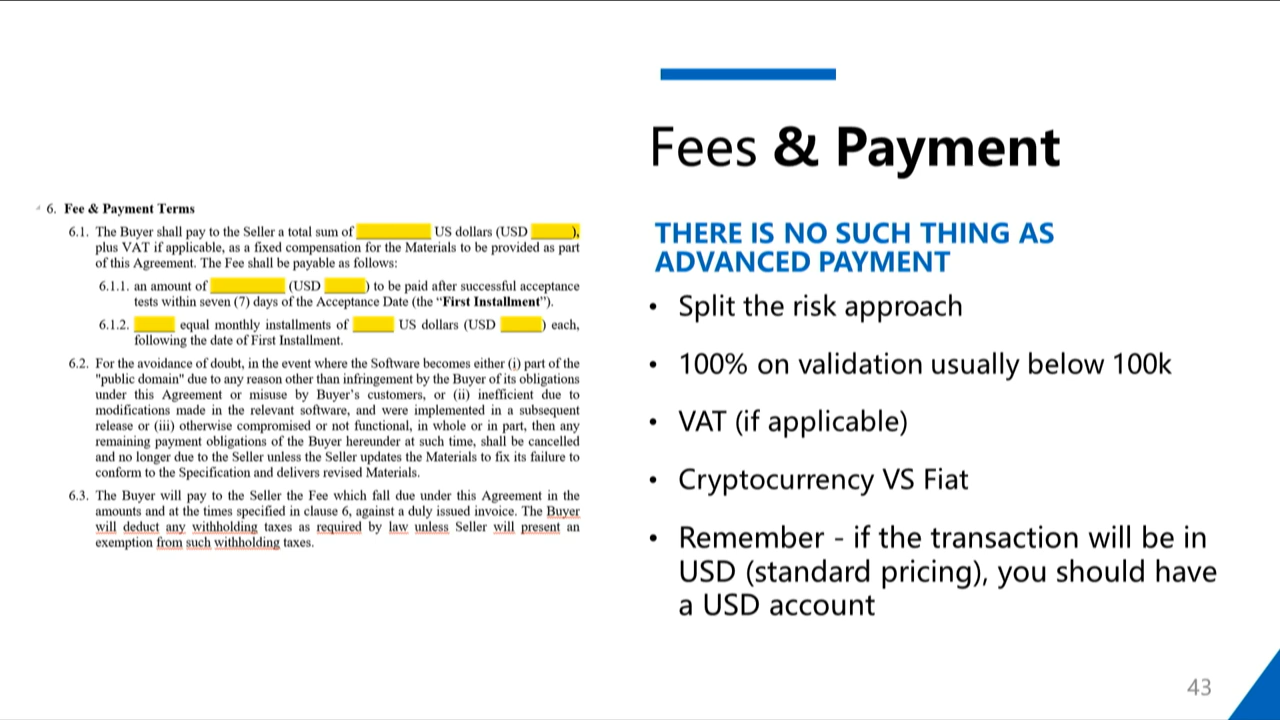 Fees & Payment
6. Fee & Payment Terms
6.1. The Buyer shall pay to the Seller a total sum of US dollars (USD ),
plus VAT if applicable, as a fixed compensation for the Materials to be provided as part
of this Agreement. The Fee shall be payable as follows:
6.1.1. an amount of (USD ) to be paid after successful acceptance
tests within seven (7) days of the Acceptance Date (the “First Installment”).
6.1.2. equal monthly installments of US dollars (USD ) each,
following the date of First Installment.
6.2. For the avoidance of doubt, in the event where the Software becomes either (i) part of the
"public domain" due to any reason other than infringement by the Buyer of its obligations
under this Agreement or misuse by Buyer’s customers, or (ii) inefficient due to
modifications made in the relevant software, and were implemented in a subsequent
release or (iii) otherwise compromised or not functional, in whole or in part, then any
remaining payment obligations of the Buyer hereunder at such time, shall be cancelled
and no longer due to the Seller unless the Seller updates the Materials to fix its failure to
conform to the Specification and delivers revised Materials.
6.3. The Buyer will pay to the Seller the Fee which fall due under this Agreement in the
amounts and at the times specified in clause 6, against a duly issued invoice. The Buyer
will deduct any withholding taxes as required by law unless Seller will present an
exemption from such withholding taxes.
THERE IS NO SUCH THING AS
ADVANCED PAYMENT
• Split the risk approach
• 100% on validation usually below 100k
• VAT (if applicable)
• Cryptocurrency VS Fiat
• Remember - if the transaction will be in
USD (standard pricing), you should have
a USD account
43